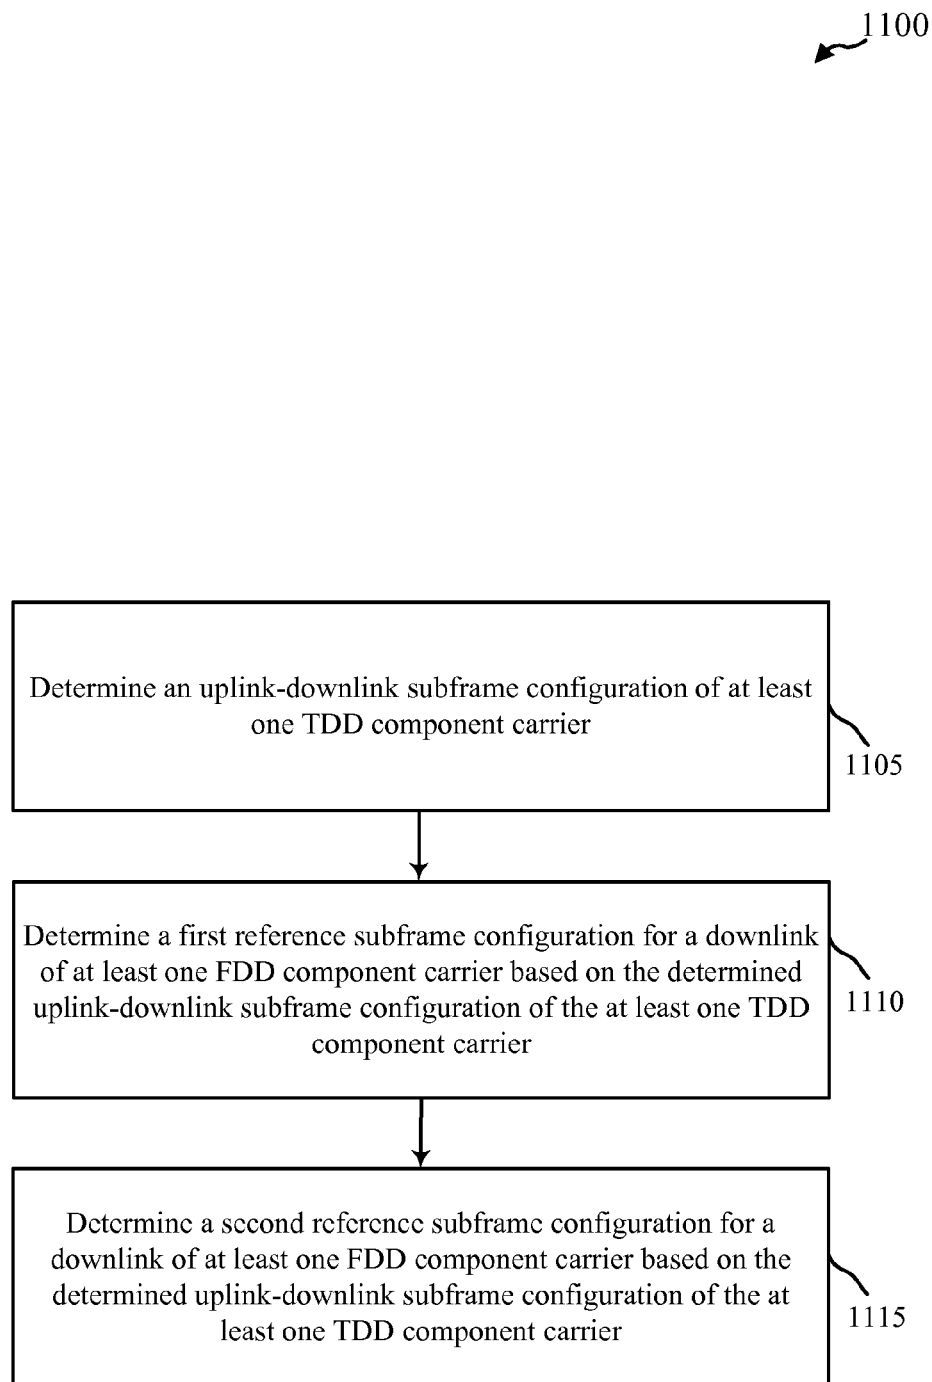 1100
Determine an uplink-downlink subframe configuration of at least
one TDD component carrier
1105
Determine a first reference subframe configuration for a downlink
of at least one FDD component carrier based on the determined
uplink-downlink subframe configuration of the at least one TDD
component carrier
1110
Determine a second reference subframe configuration for a
downlink of at least one FDD component carrier based on the
determined uplink-downlink subframe configuration of the at
least one TDD component carrier
1115